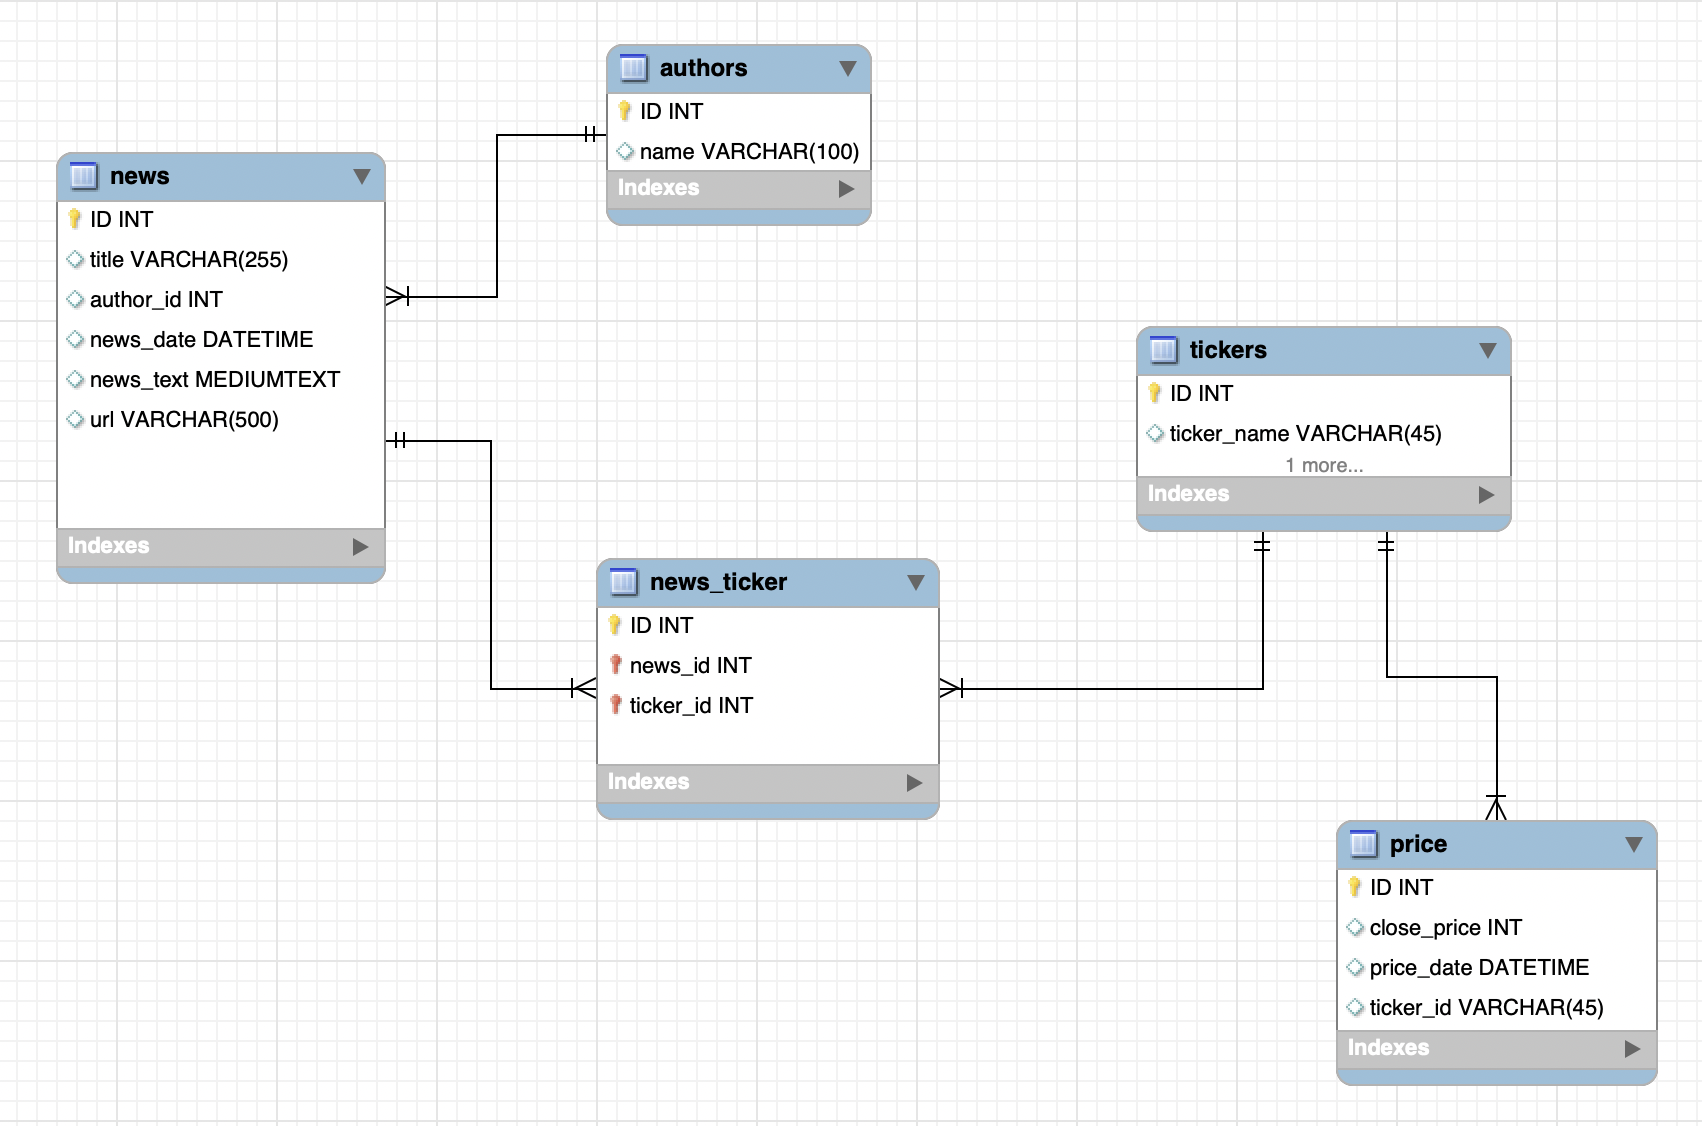 authors
ID INT
name VARCHAR(100)
Indexes
news
ID INT
title VARCHAR(255)
author_id INT
news_date DATETIME
news_text MEDIUMTEXT
url VARCHAR(500)
Indexes
tickers
ID INT
ticker_name VARCHAR(45)
1 more...
Indexes
news_ticker
ID INT
news_id INT
ticker_id INT
Indexes
price
ID INT
close_price INT
price_date DATETIME
ticker_id VARCHAR(45)
Indexes